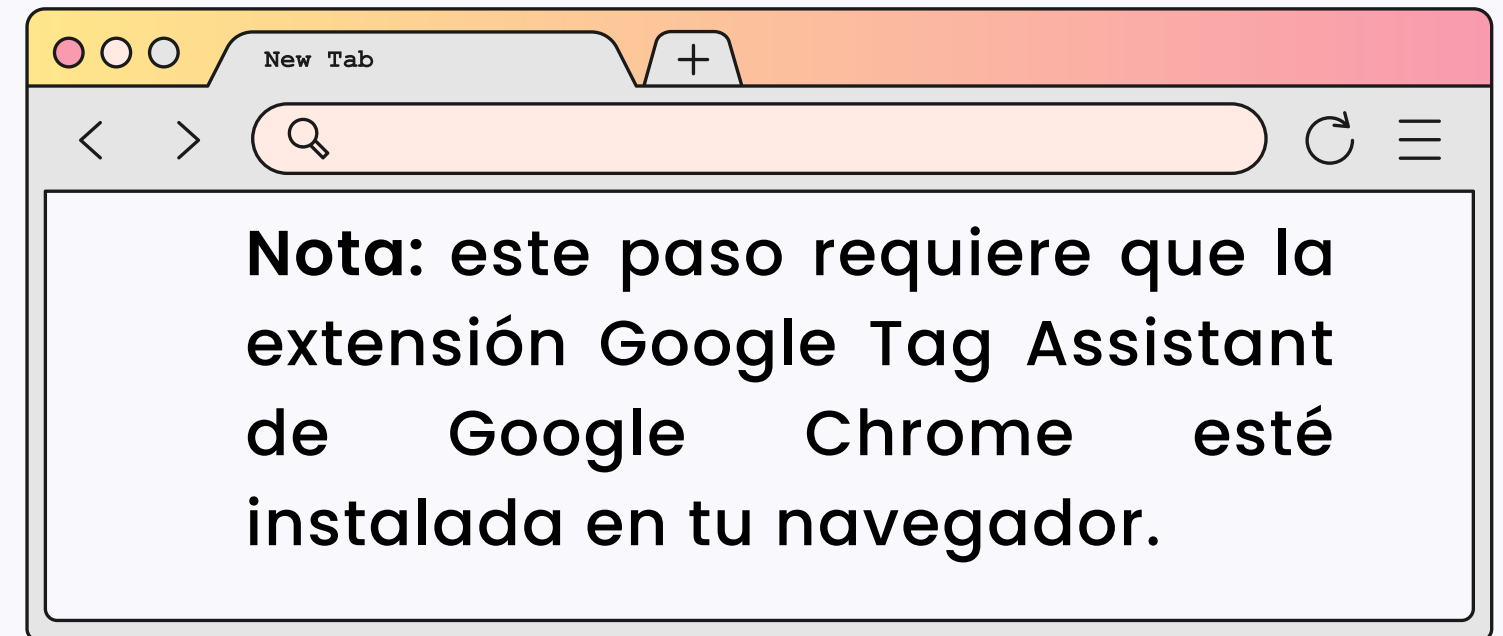 New Tab
Nota: este paso requiere que la
extensión Google Tag Assistant
de Google Chrome esté
instalada en tu navegador.